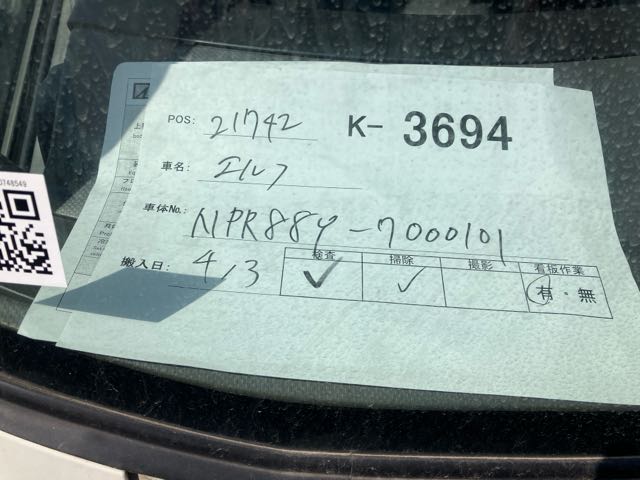 POS: 21742 K- 3694
車名: エルフ
車体No.: NPR88Y-7000101
搬入日: 4/3
検査 掃除 撮影 看板作業
✓ ✓ 有・無
0748549